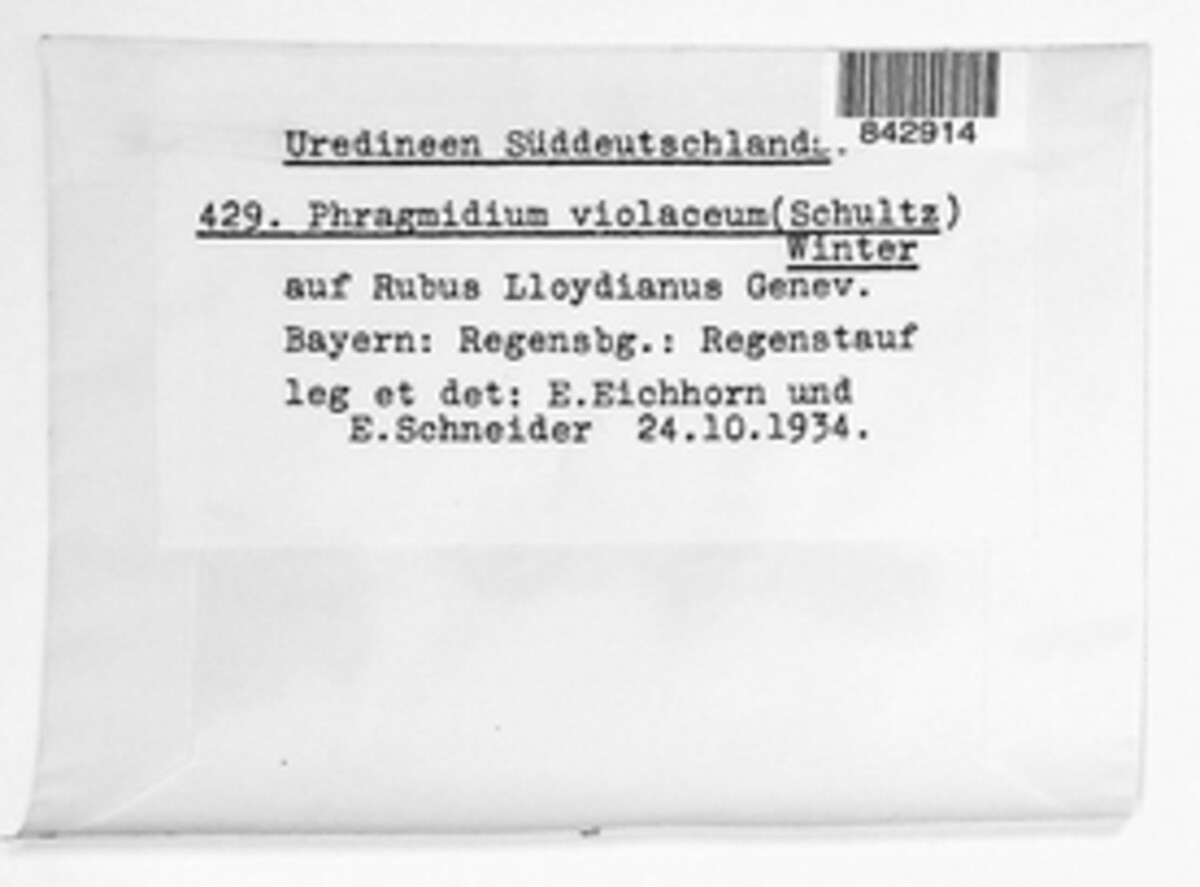 842914
Uredineen Süddeutschlands.
429. Phragmidium violaceum(Schultz)
Winter
auf Rubus Lloydianus Genev.
Bayern: Regensbg.: Regenstauf
leg et det: E.Eichhorn und
E.Schneider 24.10.1934.